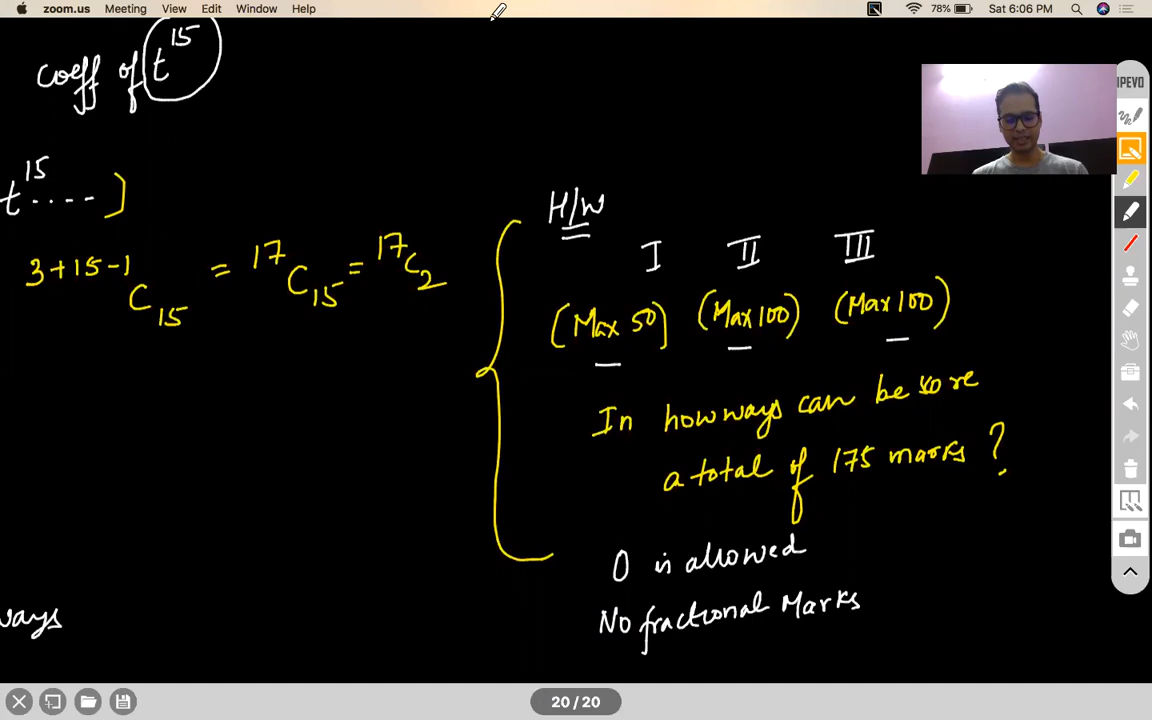 zoom.us Meeting View Edit Window Help 78% Sat 6:06 PM
coeff of t^15
IPEVO
t^15 .... ]
3+15-1 C 15 = 17 C 15 = 17 C 2
H/W
I II III
(Max 50) (Max 100) (Max 100)
In how ways can be sore
a total of 175 marks ?
0 is allowed
No fractional Marks
ways
20 / 20